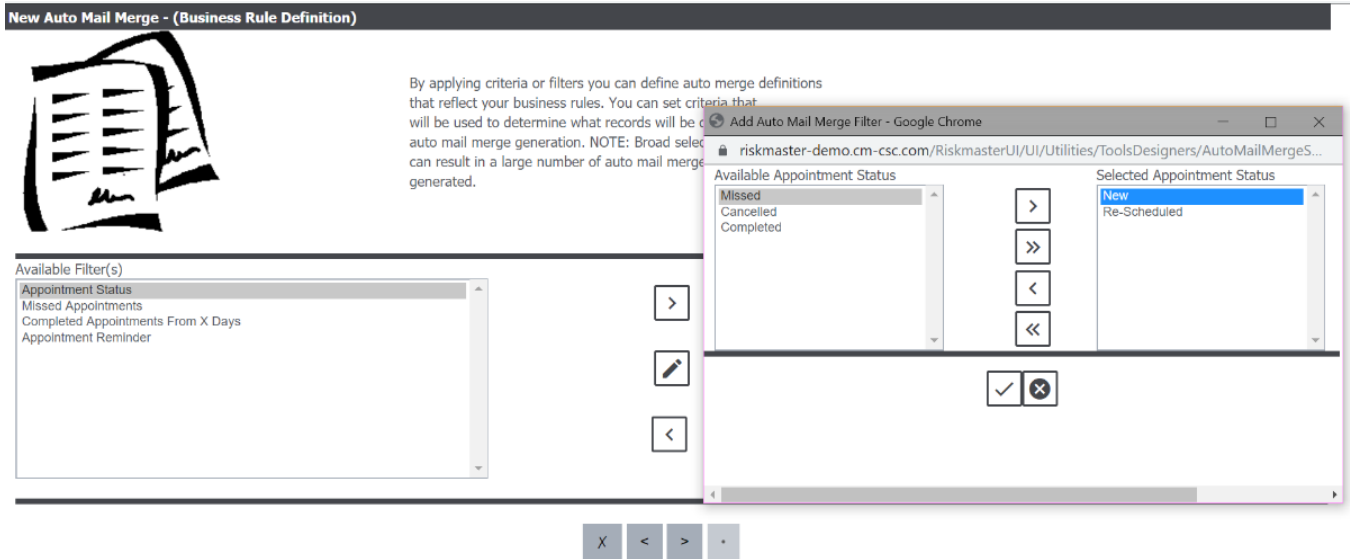 New Auto Mail Merge - (Business Rule Definition)
By applying criteria or filters you can define auto merge definitions
that reflect your business rules. You can set criteria that
will be used to determine what records will be
auto mail merge generation. NOTE: Broad
can result in a large number of auto mail merge
generated.
Add Auto Mail Merge Filter - Google Chrome
riskmaster-demo.cm-csc.com/RiskmasterUI/UI/Utilities/ToolsDesigners/AutoMailMergeS...
Available Appointment Status
Missed
Cancelled
Completed
>
»
<
«
Selected Appointment Status
New
Re-Scheduled
Available Filter(s)
Appointment Status
Missed Appointments
Completed Appointments From X Days
Appointment Reminder
>
<
X < >